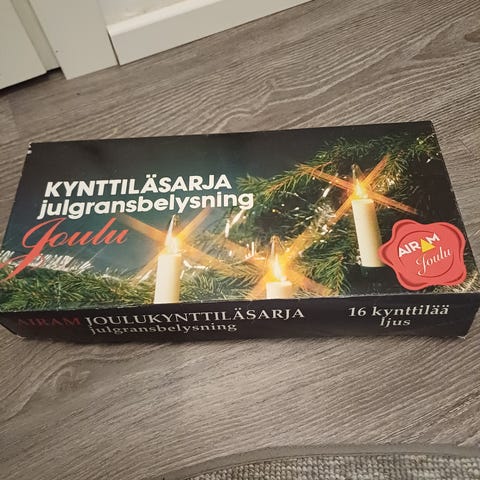 KYNTTILÄSARJA
julgransbelysning
Joulu
AIRAM
Joulu
AIRAM JOULUKYNTTILÄSARJA
julgransbelysning
16 kynttilää
ljus